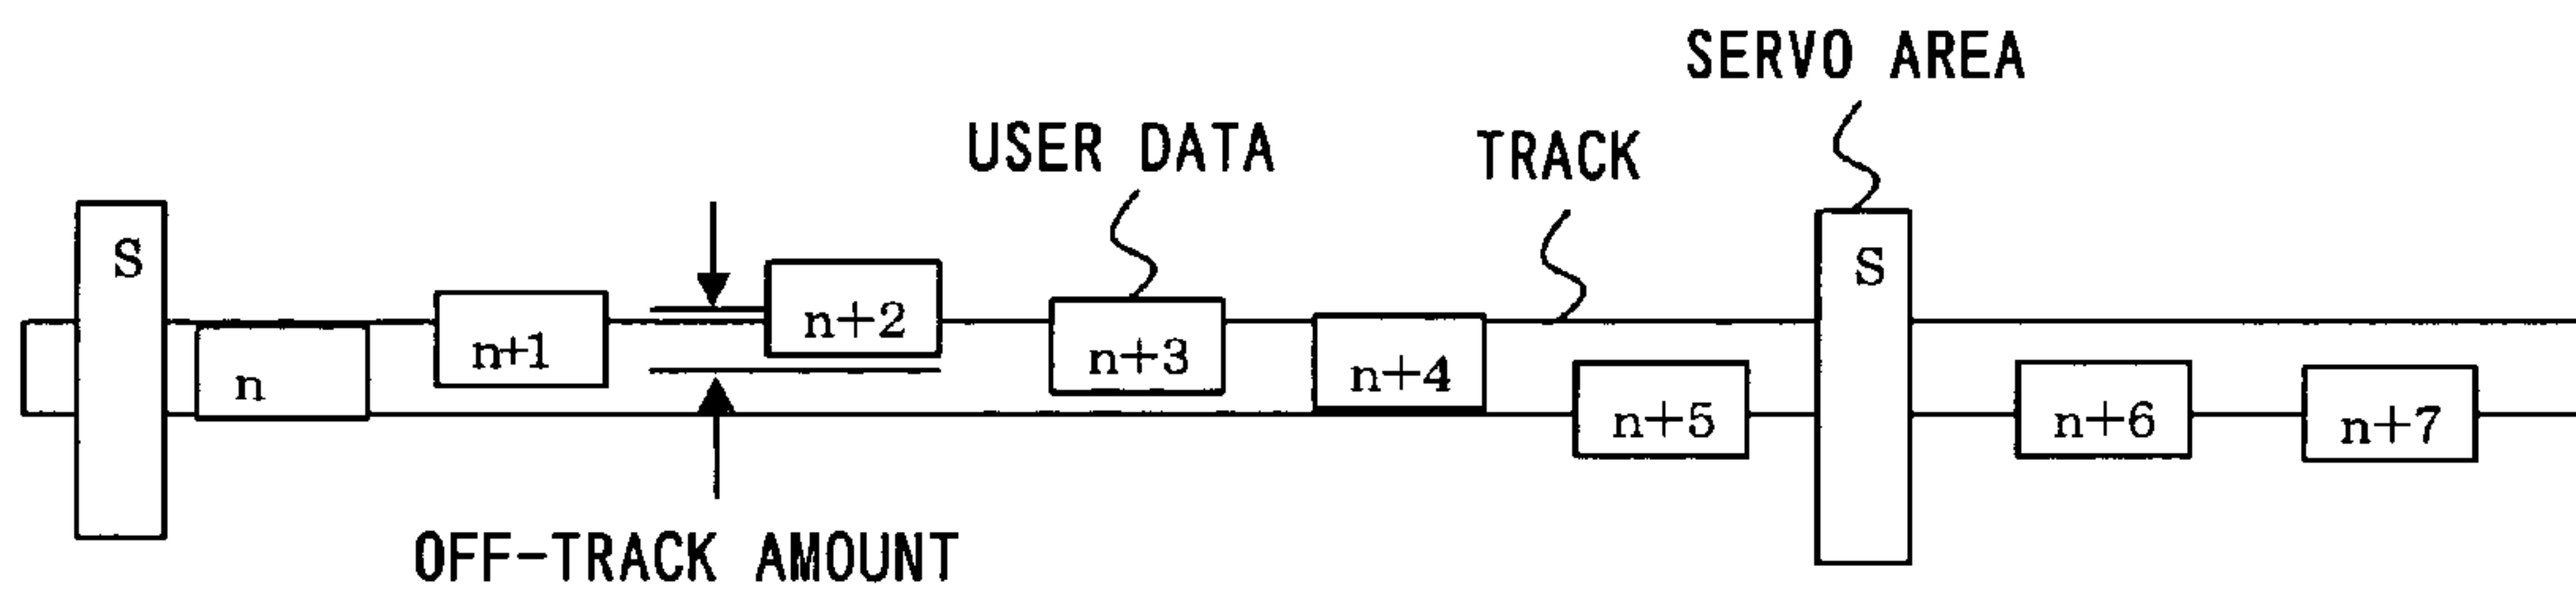 SERVO AREA
USER DATA
TRACK
S
S
n
n+1
n+2
n+3
n+4
n+5
n+6
n+7
OFF-TRACK AMOUNT